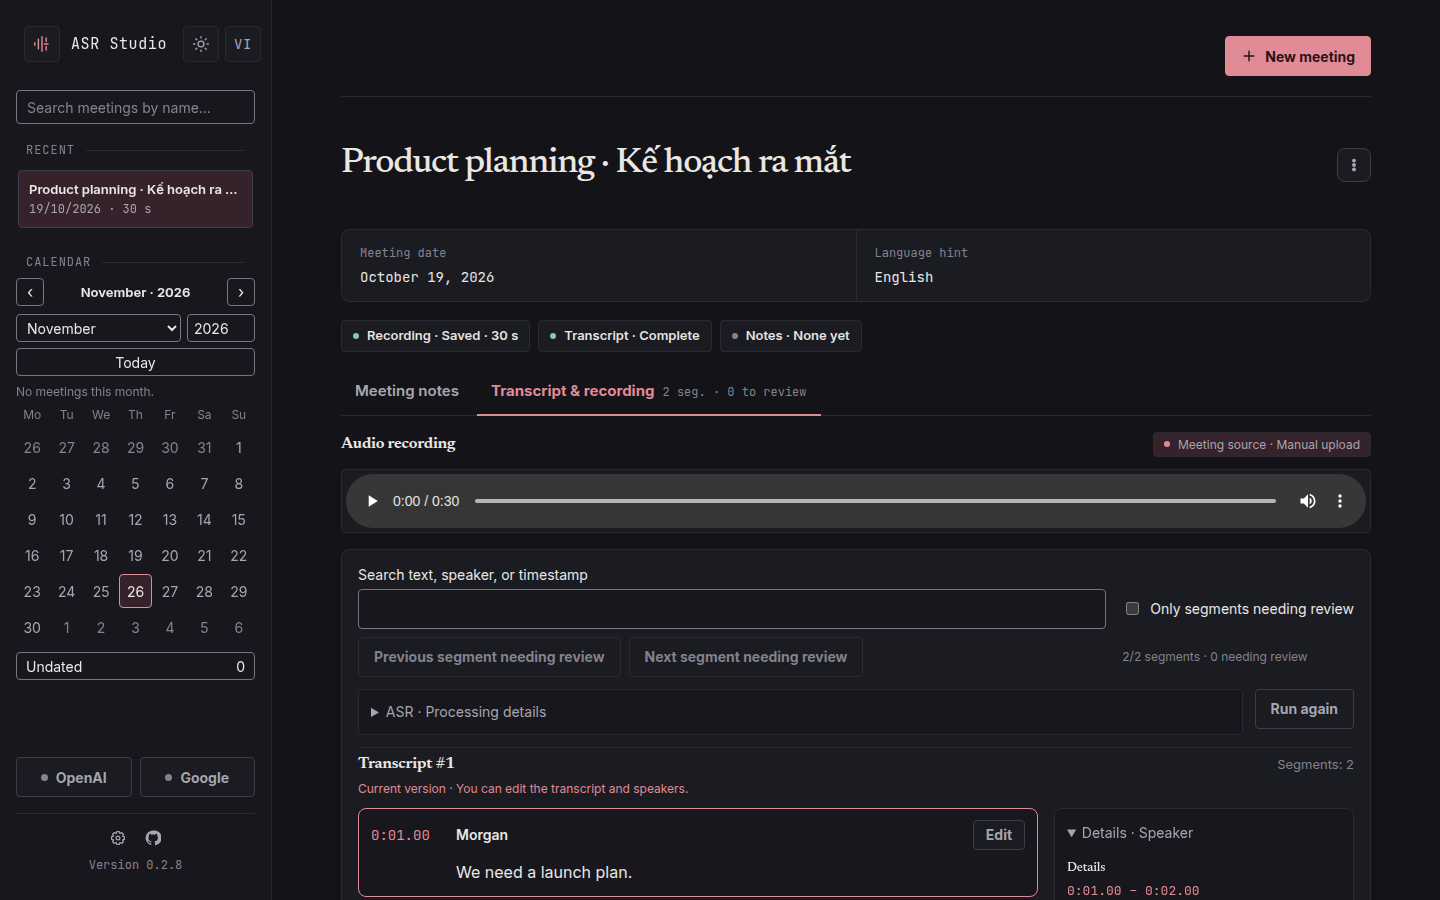 ASR Studio
VI
Search meetings by name...
RECENT
Product planning · Kế hoạch ra ...
19/10/2026 · 30 s
CALENDAR
‹ November · 2026 ›
November 2026
Today
No meetings this month.
Mo Tu We Th Fr Sa Su
26 27 28 29 30 31 1
2 3 4 5 6 7 8
9 10 11 12 13 14 15
16 17 18 19 20 21 22
23 24 25 26 27 28 29
30 1 2 3 4 5 6
Undated 0
OpenAI Google
Version 0.2.8
+ New meeting
Product planning · Kế hoạch ra mắt
Meeting date
October 19, 2026
Language hint
English
Recording · Saved · 30 s
Transcript · Complete
Notes · None yet
Meeting notes
Transcript & recording 2 seg. · 0 to review
Audio recording
Meeting source · Manual upload
0:00 / 0:30
Search text, speaker, or timestamp
Only segments needing review
Previous segment needing review
Next segment needing review
2/2 segments · 0 needing review
ASR · Processing details
Run again
Transcript #1
Segments: 2
Current version · You can edit the transcript and speakers.
0:01.00 Morgan
Edit
We need a launch plan.
Details · Speaker
Details
0:01.00 – 0:02.00